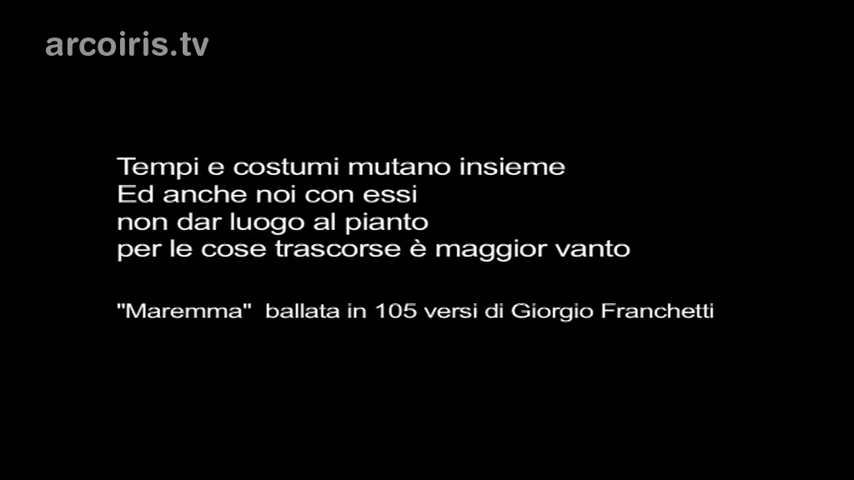 arcoiris.tv
Tempi e costumi mutano insieme
Ed anche noi con essi
non dar luogo al pianto
per le cose trascorse è maggior vanto
"Maremma" ballata in 105 versi di Giorgio Franchetti